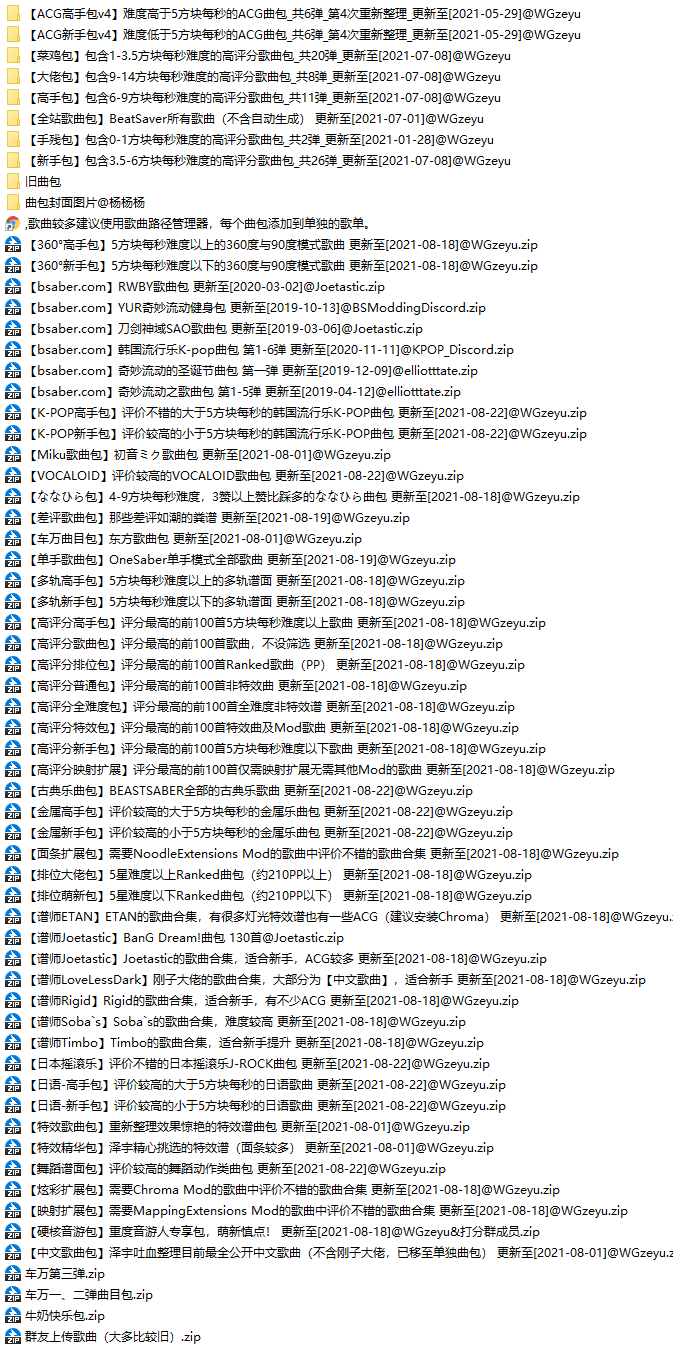 【ACG高手包v4】难度高于5方块每秒的ACG曲包_共6弹_第4次重新整理_更新至[2021-05-29]@WGzeyu
【ACG新手包v4】难度低于5方块每秒的ACG曲包_共6弹_第4次重新整理_更新至[2021-05-29]@WGzeyu
【菜鸡包】包含1-3.5方块每秒难度的高评分歌曲包_共20弹_更新至[2021-07-08]@WGzeyu
【大佬包】包含9-14方块每秒难度的高评分歌曲包_共8弹_更新至[2021-07-08]@WGzeyu
【高手包】包含6-9方块每秒难度的高评分歌曲包_共11弹_更新至[2021-07-08]@WGzeyu
【全站歌曲包】BeatSaver所有歌曲（不含自动生成） 更新至[2021-07-01]@WGzeyu
【手残包】包含0-1方块每秒难度的高评分歌曲包_共2弹_更新至[2021-01-28]@WGzeyu
【新手包】包含3.5-6方块每秒难度的高评分歌曲包_共26弹_更新至[2021-07-08]@WGzeyu
旧曲包
曲包封面图片@杨杨杨
,歌曲较多建议使用歌曲路径管理器，每个曲包添加到单独的歌单。
【360°高手包】5方块每秒难度以上的360度与90度模式歌曲 更新至[2021-08-18]@WGzeyu.zip
【360°新手包】5方块每秒难度以下的360度与90度模式歌曲 更新至[2021-08-18]@WGzeyu.zip
【bsaber.com】RWBY歌曲包 更新至[2020-03-02]@Joetastic.zip
【bsaber.com】YUR奇妙流动健身包 更新至[2019-10-13]@BSModdingDiscord.zip
【bsaber.com】刀剑神域SAO歌曲包 更新至[2019-03-06]@Joetastic.zip
【bsaber.com】韩国流行乐K-pop曲包 第1-6弹 更新至[2020-11-11]@KPOP_Discord.zip
【bsaber.com】奇妙流动的圣诞节曲包 第一弹 更新至[2019-12-09]@elliotttate.zip
【bsaber.com】奇妙流动之歌曲包 第1-5弹 更新至[2019-04-12]@elliotttate.zip
【K-POP高手包】评价不错的大于5方块每秒的韩国流行乐K-POP曲包 更新至[2021-08-22]@WGzeyu.zip
【K-POP新手包】评价较高的小于5方块每秒的韩国流行乐K-POP曲包 更新至[2021-08-22]@WGzeyu.zip
【Miku歌曲包】初音ミク歌曲包 更新至[2021-08-01]@WGzeyu.zip
【VOCALOID】评价较高的VOCALOID歌曲包 更新至[2021-08-22]@WGzeyu.zip
【ななひら包】4-9方块每秒难度，3赞以上赞比踩多的ななひら曲包 更新至[2021-08-18]@WGzeyu.zip
【差评歌曲包】那些差评如潮的粪谱 更新至[2021-08-19]@WGzeyu.zip
【车万曲目包】东方歌曲包 更新至[2021-08-01]@WGzeyu.zip
【单手歌曲包】OneSaber单手模式全部歌曲 更新至[2021-08-19]@WGzeyu.zip
【多轨高手包】5方块每秒难度以上的多轨谱面 更新至[2021-08-18]@WGzeyu.zip
【多轨新手包】5方块每秒难度以下的多轨谱面 更新至[2021-08-18]@WGzeyu.zip
【高评分高手包】评分最高的前100首5方块每秒难度以上歌曲 更新至[2021-08-18]@WGzeyu.zip
【高评分歌曲包】评分最高的前100首歌曲，不设筛选 更新至[2021-08-18]@WGzeyu.zip
【高评分排位包】评分最高的前100首Ranked歌曲（PP） 更新至[2021-08-18]@WGzeyu.zip
【高评分普通包】评分最高的前100首非特效曲 更新至[2021-08-18]@WGzeyu.zip
【高评分全难度包】评分最高的前100首全难度非特效谱 更新至[2021-08-18]@WGzeyu.zip
【高评分特效包】评分最高的前100首特效曲及Mod歌曲 更新至[2021-08-18]@WGzeyu.zip
【高评分新手包】评分最高的前100首5方块每秒难度以下歌曲 更新至[2021-08-18]@WGzeyu.zip
【高评分映射扩展】评分最高的前100首仅需映射扩展无需其他Mod的歌曲 更新至[2021-08-18]@WGzeyu.zip
【古典乐曲包】BEASTSABER全部的古典乐歌曲 更新至[2021-08-22]@WGzeyu.zip
【金属高手包】评价较高的大于5方块每秒的金属乐曲包 更新至[2021-08-22]@WGzeyu.zip
【金属新手包】评价较高的小于5方块每秒的金属乐曲包 更新至[2021-08-22]@WGzeyu.zip
【面条扩展包】需要NoodleExtensions Mod的歌曲中评价不错的歌曲合集 更新至[2021-08-18]@WGzeyu.zip
【排位大佬包】5星难度以上Ranked曲包（约210PP以上） 更新至[2021-08-18]@WGzeyu.zip
【排位萌新包】5星难度以下Ranked曲包（约210PP以下） 更新至[2021-08-18]@WGzeyu.zip
【谱师ETAN】ETAN的歌曲合集，有很多灯光特效谱也有一些ACG（建议安装Chroma） 更新至[2021-08-18]@WGzeyu.z
【谱师Joetastic】BanG Dream!曲包 130首@Joetastic.zip
【谱师Joetastic】Joetastic的歌曲合集，适合新手，ACG较多 更新至[2021-08-18]@WGzeyu.zip
【谱师LoveLessDark】刚子大佬的歌曲合集，大部分为【中文歌曲】，适合新手 更新至[2021-08-18]@WGzeyu.zip
【谱师Rigid】Rigid的歌曲合集，适合新手，有不少ACG 更新至[2021-08-18]@WGzeyu.zip
【谱师Soba`s】Soba`s的歌曲合集，难度较高 更新至[2021-08-18]@WGzeyu.zip
【谱师Timbo】Timbo的歌曲合集，适合新手提升 更新至[2021-08-18]@WGzeyu.zip
【日本摇滚乐】评价不错的日本摇滚乐J-ROCK曲包 更新至[2021-08-22]@WGzeyu.zip
【日语-高手包】评价较高的大于5方块每秒的日语歌曲 更新至[2021-08-22]@WGzeyu.zip
【日语-新手包】评价较高的小于5方块每秒的日语歌曲 更新至[2021-08-22]@WGzeyu.zip
【特效歌曲包】重新整理效果惊艳的特效谱曲包 更新至[2021-08-01]@WGzeyu.zip
【特效精华包】泽宇精心挑选的特效谱（面条较多） 更新至[2021-08-01]@WGzeyu.zip
【舞蹈谱面包】评价较高的舞蹈动作类曲包 更新至[2021-08-22]@WGzeyu.zip
【炫彩扩展包】需要Chroma Mod的歌曲中评价不错的歌曲合集 更新至[2021-08-18]@WGzeyu.zip
【映射扩展包】需要MappingExtensions Mod的歌曲中评价不错的歌曲合集 更新至[2021-08-18]@WGzeyu.zip
【硬核音游包】重度音游人专享包，萌新慎点！ 更新至[2021-08-18]@WGzeyu&打分群成员.zip
【中文歌曲包】泽宇吐血整理目前最全公开中文歌曲（不含刚子大佬，已移至单独曲包） 更新至[2021-08-01]@WGzeyu.z
车万第三弹.zip
车万一、二弹曲目包.zip
牛奶快乐包.zip
群友上传歌曲（大多比较旧）.zip